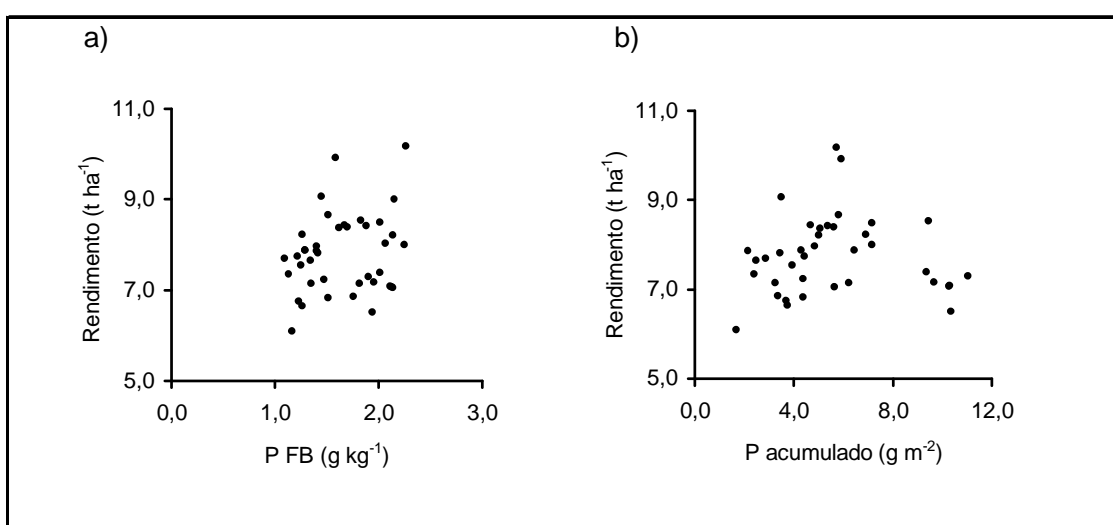 a)
11,0
9,0
7,0
5,0
Rendimento (t ha⁻¹)
0,0 1,0 2,0 3,0
P FB (g kg⁻¹)
b)
11,0
9,0
7,0
5,0
Rendimento (t ha⁻¹)
0,0 4,0 8,0 12,0
P acumulado (g m⁻²)